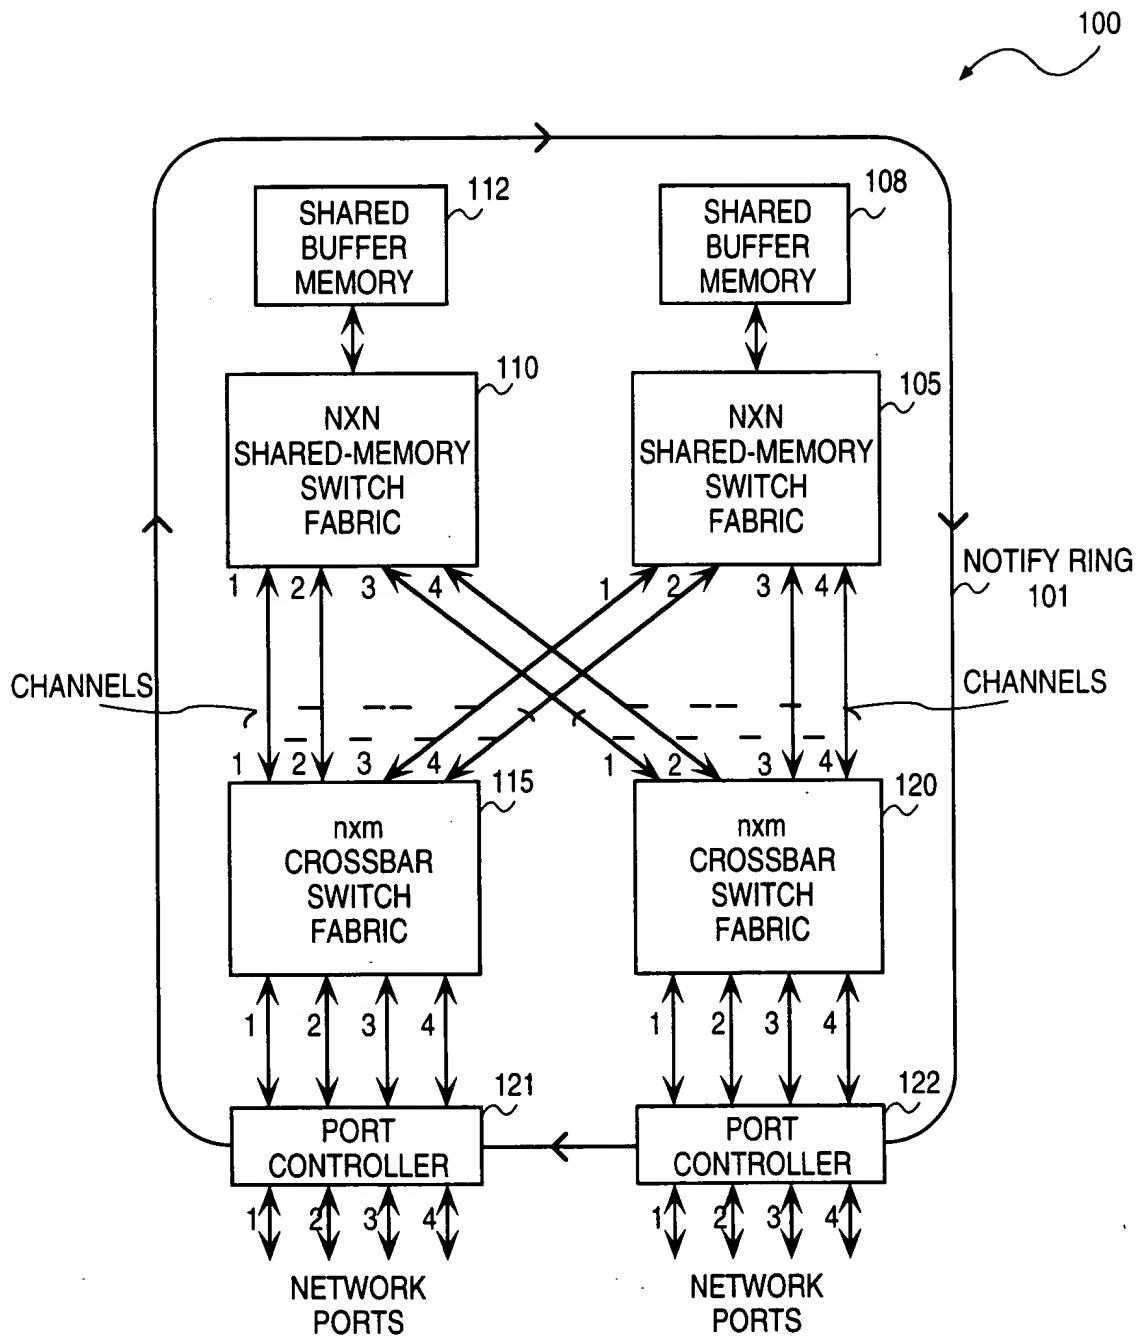 100
112
108
SHARED
BUFFER
MEMORY
SHARED
BUFFER
MEMORY
110
105
NXN
SHARED-MEMORY
SWITCH
FABRIC
NXN
SHARED-MEMORY
SWITCH
FABRIC
NOTIFY RING
101
1 2 3 4
1 2 3 4
CHANNELS
CHANNELS
1 2 3 4
1 2 3 4
115
120
nxm
CROSSBAR
SWITCH
FABRIC
nxm
CROSSBAR
SWITCH
FABRIC
1 2 3 4
1 2 3 4
121
122
PORT
CONTROLLER
PORT
CONTROLLER
1 2 3 4
1 2 3 4
NETWORK
PORTS
NETWORK
PORTS